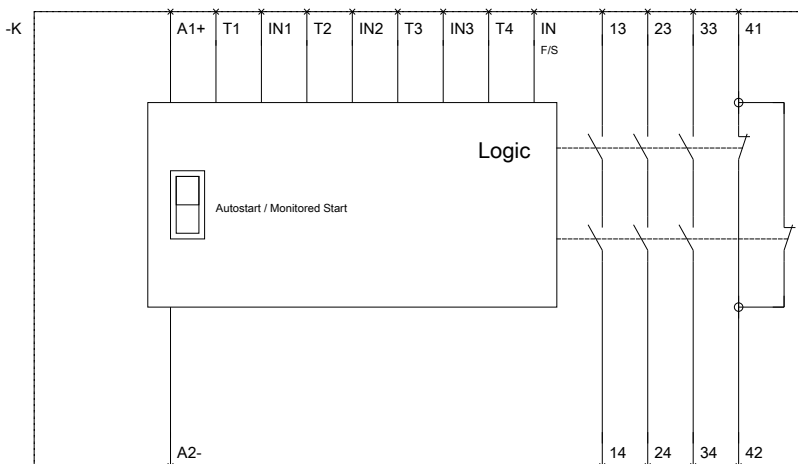 -K A1+ T1 IN1 T2 IN2 T3 IN3 T4 IN 13 23 33 41
F/S
Logic
Autostart / Monitored Start
A2- 14 24 34 42